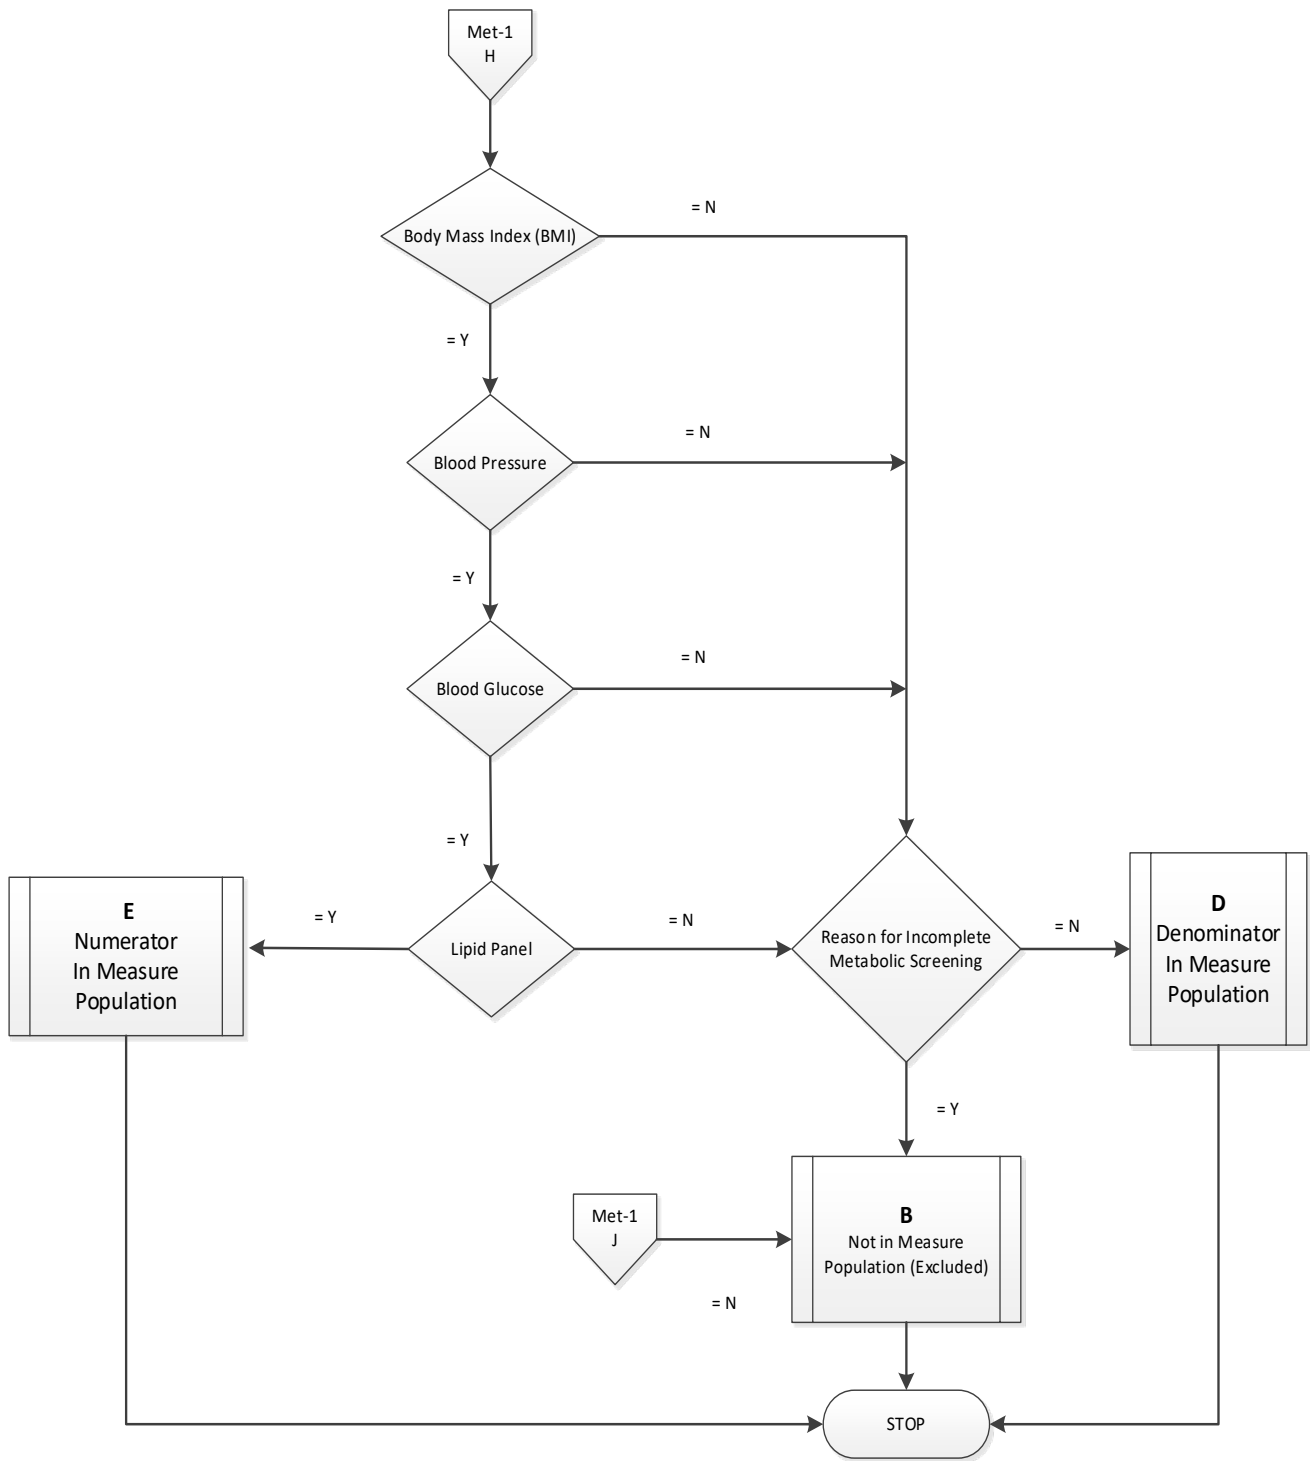 Met-1
H
Body Mass Index (BMI)
= N
= Y
Blood Pressure
= N
= Y
Blood Glucose
= N
= Y
E
Numerator
In Measure
Population
= Y
Lipid Panel
= N
Reason for Incomplete
Metabolic Screening
= N
D
Denominator
In Measure
Population
= Y
Met-1
J
= N
B
Not in Measure
Population (Excluded)
STOP